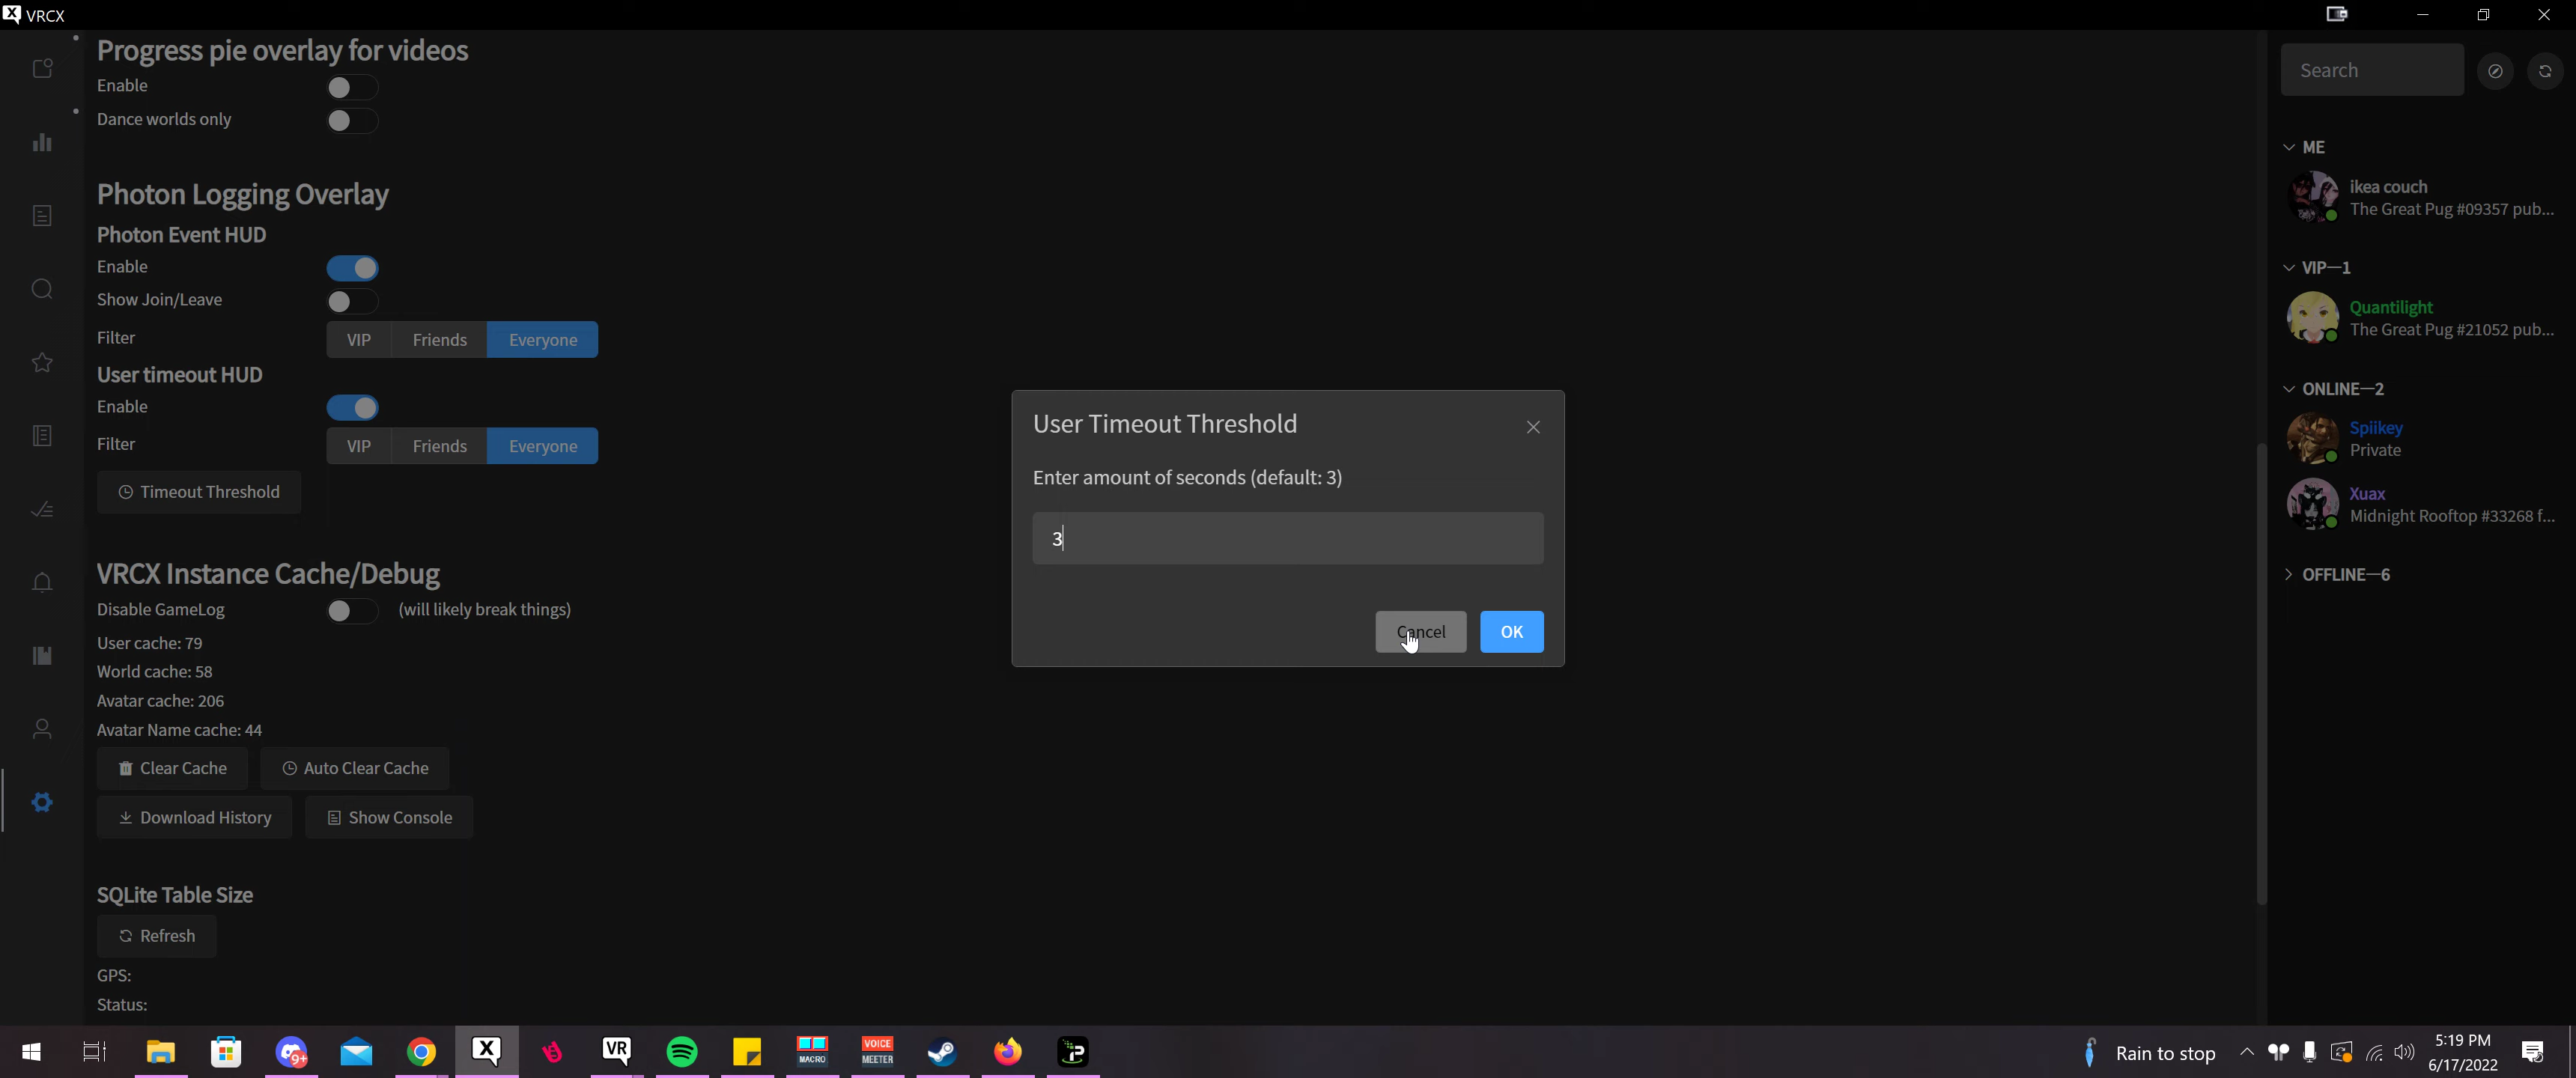 VRCX
Progress pie overlay for videos
Enable
Dance worlds only
Photon Logging Overlay
Photon Event HUD
Enable
Show Join/Leave
Filter
VIP Friends Everyone
User timeout HUD
Enable
Filter
VIP Friends Everyone
Timeout Threshold
VRCX Instance Cache/Debug
Disable GameLog (will likely break things)
User cache: 79
World cache: 58
Avatar cache: 206
Avatar Name cache: 44
Clear Cache Auto Clear Cache
Download History Show Console
SQLite Table Size
Refresh
GPS:
Status:
User Timeout Threshold
Enter amount of seconds (default: 3)
3
Cancel OK
Search
ME
ikea couch
The Great Pug #09357 pub...
VIP—1
Quantilight
The Great Pug #21052 pub...
ONLINE—2
Spiikey
Private
Xuax
Midnight Rooftop #33268 f...
OFFLINE—6
9+
X
VR
MACRO
VOICE
MEETER
Rain to stop
5:19 PM
6/17/2022